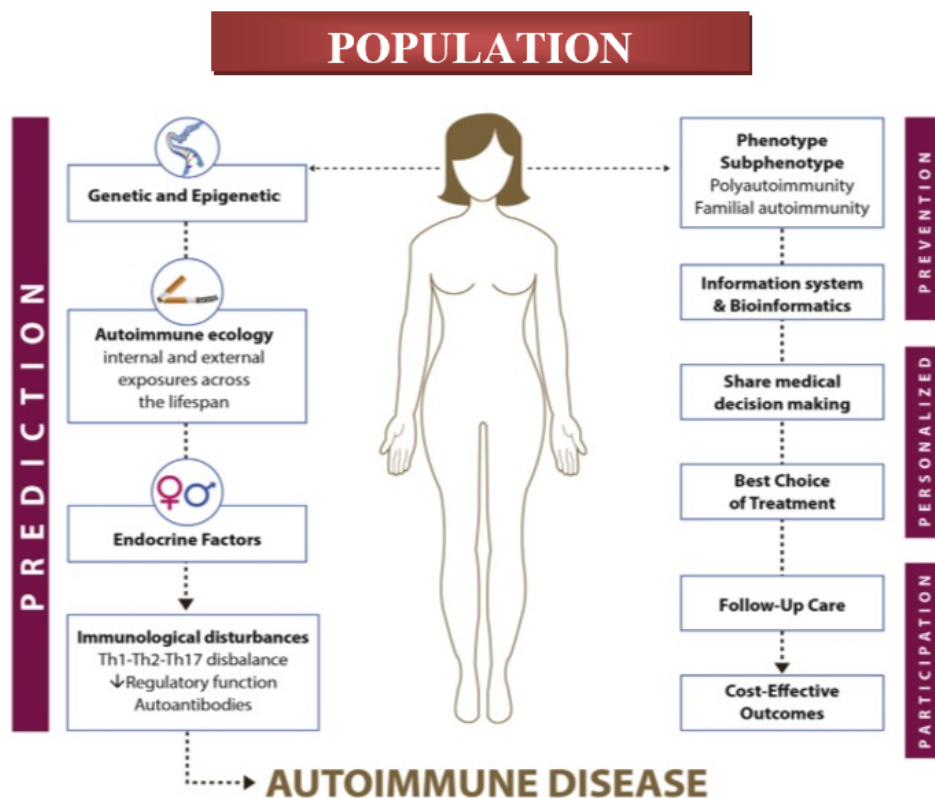 POPULATION
PREDICTION
Genetic and Epigenetic
Autoimmune ecology
internal and external
exposures across
the lifespan
Endocrine Factors
Immunological disturbances
Th1-Th2-Th17 disbalance
↓Regulatory function
Autoantibodies
AUTOIMMUNE DISEASE
Phenotype
Subphenotype
Polyautoimmunity
Familial autoimmunity
Information system
& Bioinformatics
Share medical
decision making
Best Choice
of Treatment
Follow-Up Care
Cost-Effective
Outcomes
PREVENTION
PERSONALIZED
PARTICIPATION